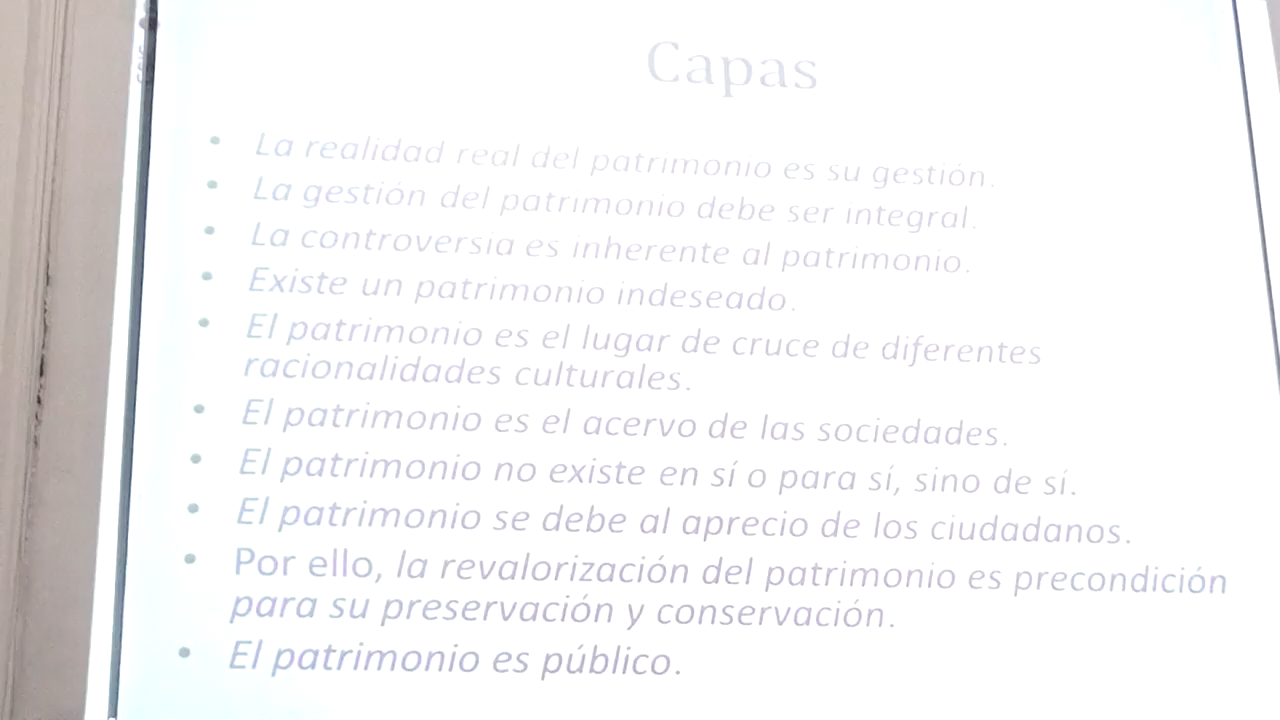 Capas
• La realidad real del patrimonio es su gestión.
• La gestión del patrimonio debe ser integral.
• La controversia es inherente al patrimonio.
• Existe un patrimonio indeseado.
• El patrimonio es el lugar de cruce de diferentes
racionalidades culturales.
• El patrimonio es el acervo de las sociedades.
• El patrimonio no existe en sí o para sí, sino de sí.
• El patrimonio se debe al aprecio de los ciudadanos.
• Por ello, la revalorización del patrimonio es precondición
para su preservación y conservación.
• El patrimonio es público.